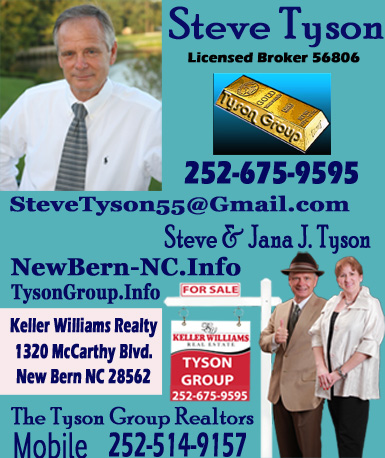 Steve Tyson
Licensed Broker 56806
GOLD
Tyson Group
252-675-9595
SteveTyson55@Gmail.com
Steve & Jana J. Tyson
NewBern-NC.Info
TysonGroup.Info
FOR SALE
Keller Williams Realty
1320 McCarthy Blvd.
New Bern NC 28562
KW
KELLER WILLIAMS
REAL ESTATE
TYSON
GROUP
252-675-9595
The Tyson Group Realtors
Mobile 252-514-9157